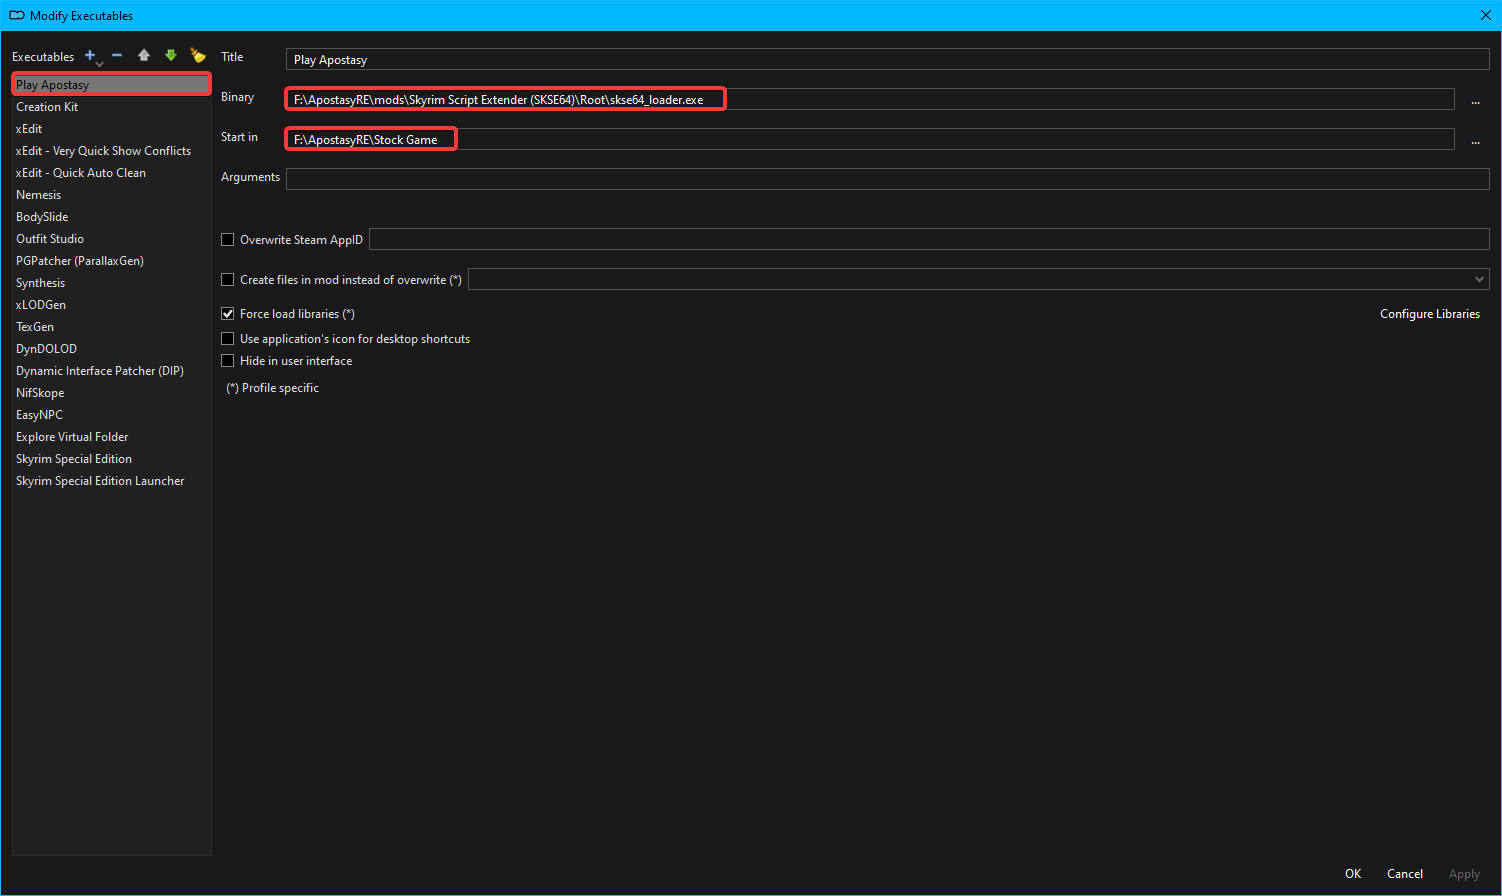 Modify Executables
Executables
Play Apostasy
Creation Kit
xEdit
xEdit - Very Quick Show Conflicts
xEdit - Quick Auto Clean
Nemesis
BodySlide
Outfit Studio
PGPatcher (ParallaxGen)
Synthesis
xLODGen
TexGen
DynDOLOD
Dynamic Interface Patcher (DIP)
NifSkope
EasyNPC
Explore Virtual Folder
Skyrim Special Edition
Skyrim Special Edition Launcher
Title Play Apostasy
Binary F:\ApostasyRE\mods\Skyrim Script Extender (SKSE64)\Root\skse64_loader.exe ...
Start in F:\ApostasyRE\Stock Game ...
Arguments
Overwrite Steam AppID
Create files in mod instead of overwrite (*)
Force load libraries (*) Configure Libraries
Use application's icon for desktop shortcuts
Hide in user interface
(*) Profile specific
OK Cancel Apply